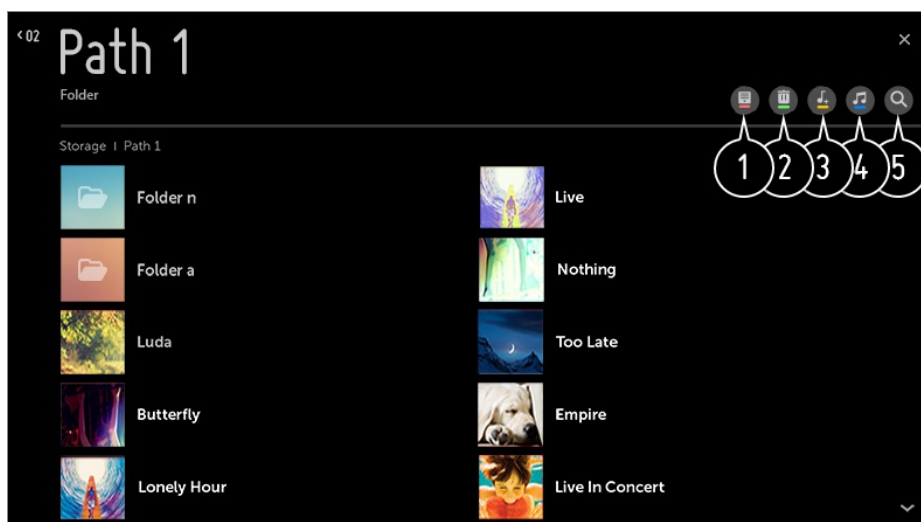 <02
Path 1
Folder
1 2 3 4 5
Storage | Path 1
Folder n
Live
Folder a
Nothing
Luda
Too Late
Butterfly
Empire
Lonely Hour
Live In Concert